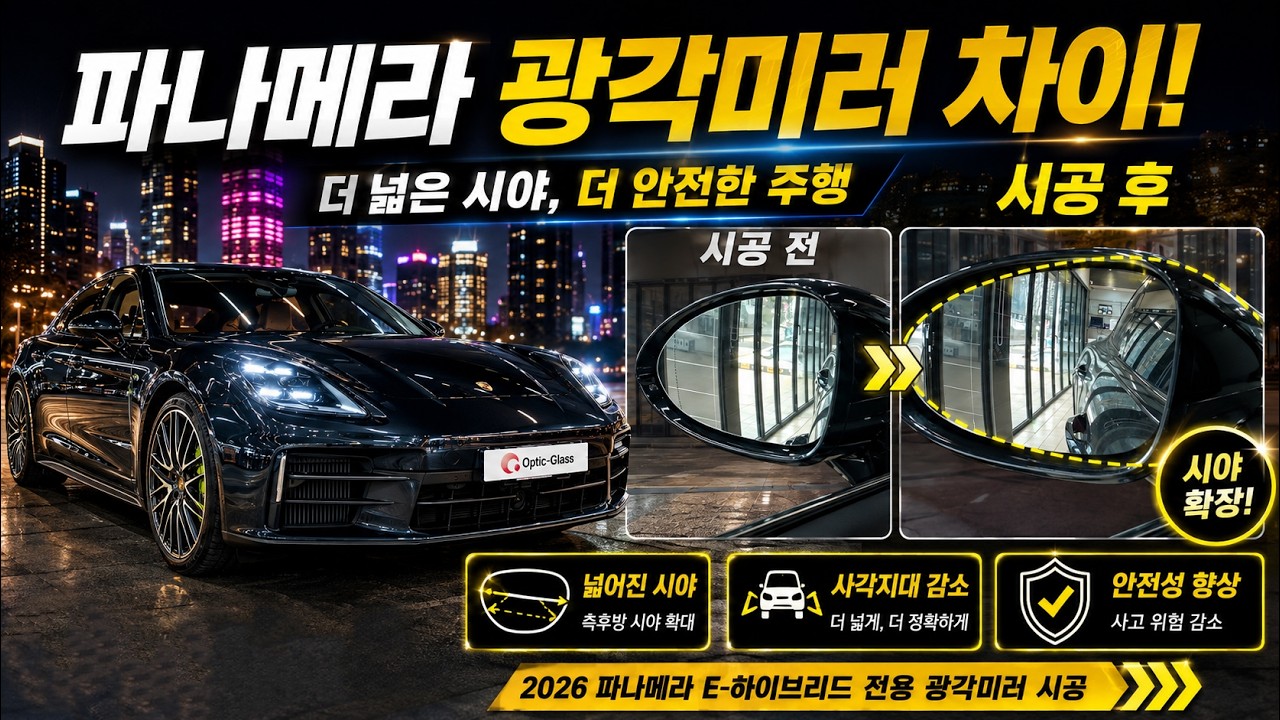 파나메라 광각미러 차이!
더 넓은 시야, 더 안전한 주행
시공 후
시공 전
Optic-Glass
시야
확장!
넓어진 시야
측후방 시야 확대
사각지대 감소
더 넓게, 더 정확하게
안전성 향상
사고 위험 감소
2026 파나메라 E-하이브리드 전용 광각미러 시공